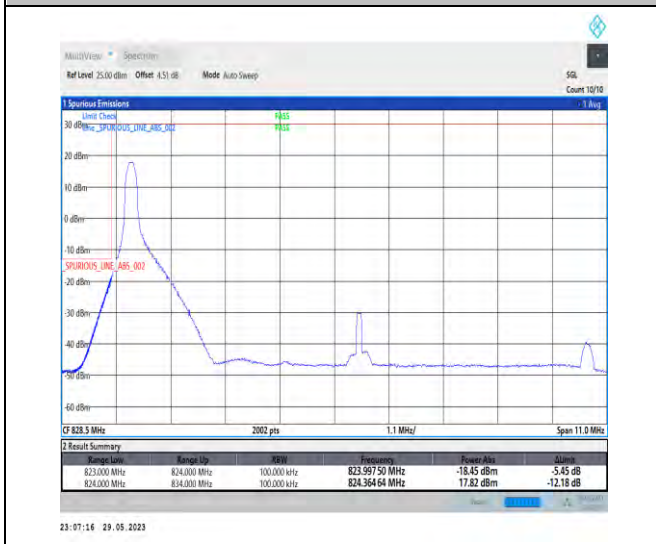 MultiView Spectrum
Ref Level 25.00 dBm Offset 4.51 dB Mode Auto Sweep SGL
Count 10/10
1 Spurious Emissions 1 Avg
Limit Check PASS
30 dBm Line _SPURIOUS_LINE_ABS_002 PASS
20 dBm
10 dBm
0 dBm
-10 dBm
_SPURIOUS_LINE_ABS_002
-20 dBm
-30 dBm
-40 dBm
-50 dBm
-60 dBm
CF 828.5 MHz 2002 pts 1.1 MHz/ Span 11.0 MHz
2 Result Summary
Range Low Range Up RBW Frequency Power Abs ΔLimit
823.000 MHz 824.000 MHz 100.000 kHz 823.99750 MHz -18.45 dBm -5.45 dB
824.000 MHz 834.000 MHz 100.000 kHz 824.36464 MHz 17.82 dBm -12.18 dB
23:07:16 29.05.2023